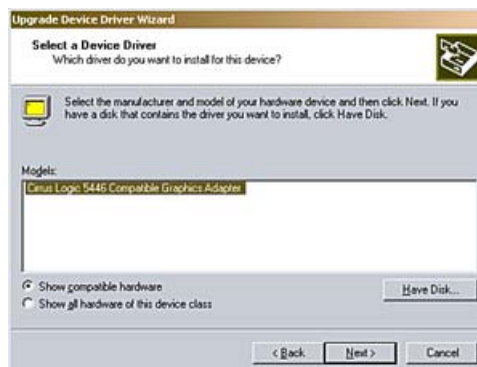 Upgrade Device Driver Wizard
Select a Device Driver
Which driver do you want to install for this device?
Select the manufacturer and model of your hardware device and then click Next. If you
have a disk that contains the driver you want to install, click Have Disk.
Models:
Cirrus Logic 5446 Compatible Graphics Adapter
Show compatible hardware
Show all hardware of this device class
Have Disk...
< Back
Next >
Cancel